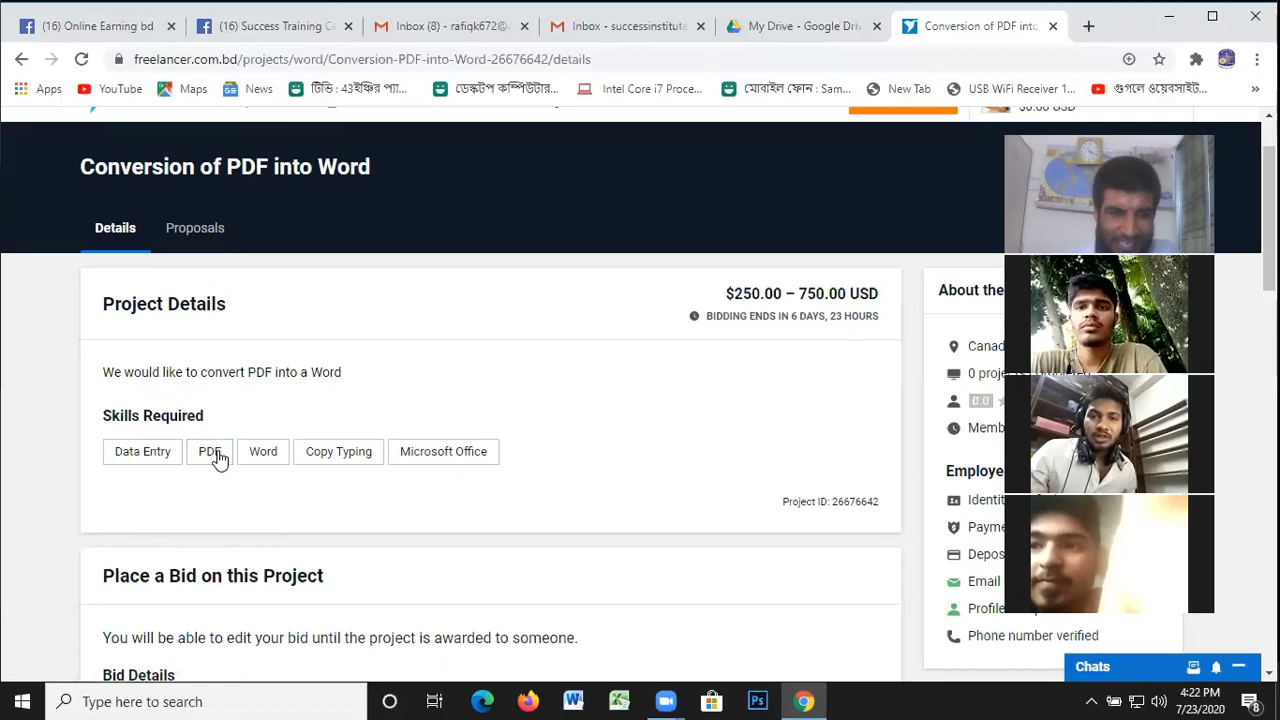 (16) Online Earning bd
(16) Success Training Ce
Inbox (8) - rafiqk672@
Inbox - successinstitute
My Drive - Google Driv
Conversion of PDF into
freelancer.com.bd/projects/word/Conversion-PDF-into-Word-26676642/details
Apps
YouTube
Maps
News
টিভি : 43ইঞ্চির প্যা...
ডেস্কটপ কম্পিউটার...
Intel Core i7 Proce...
মোবাইল ফোন : Sam...
New Tab
USB WiFi Receiver 1...
গুগলে ওয়েবসাইট...
Conversion of PDF into Word
Details
Proposals
Project Details
$250.00 – 750.00 USD
BIDDING ENDS IN 6 DAYS, 23 HOURS
We would like to convert PDF into a Word
Skills Required
Data Entry
PDF
Word
Copy Typing
Microsoft Office
Project ID: 26676642
Place a Bid on this Project
You will be able to edit your bid until the project is awarded to someone.
Bid Details
About the
Canad
0 proj
0.0
Memb
Employe
Identit
Payme
Depos
Email
Profile
Phone number verified
Chats
Type here to search
4:22 PM
7/23/2020
8